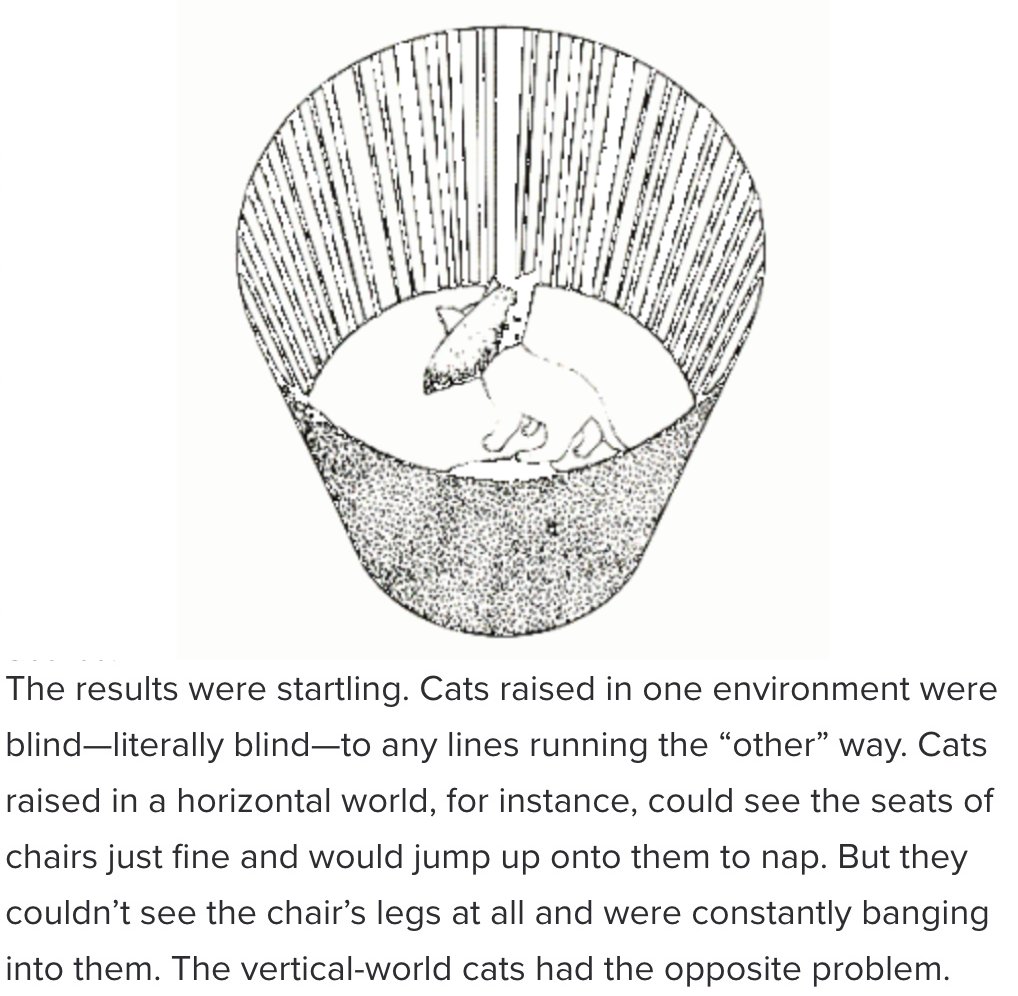 The results were startling. Cats raised in one environment were
blind—literally blind—to any lines running the “other” way. Cats
raised in a horizontal world, for instance, could see the seats of
chairs just fine and would jump up onto them to nap. But they
couldn’t see the chair’s legs at all and were constantly banging
into them. The vertical-world cats had the opposite problem.